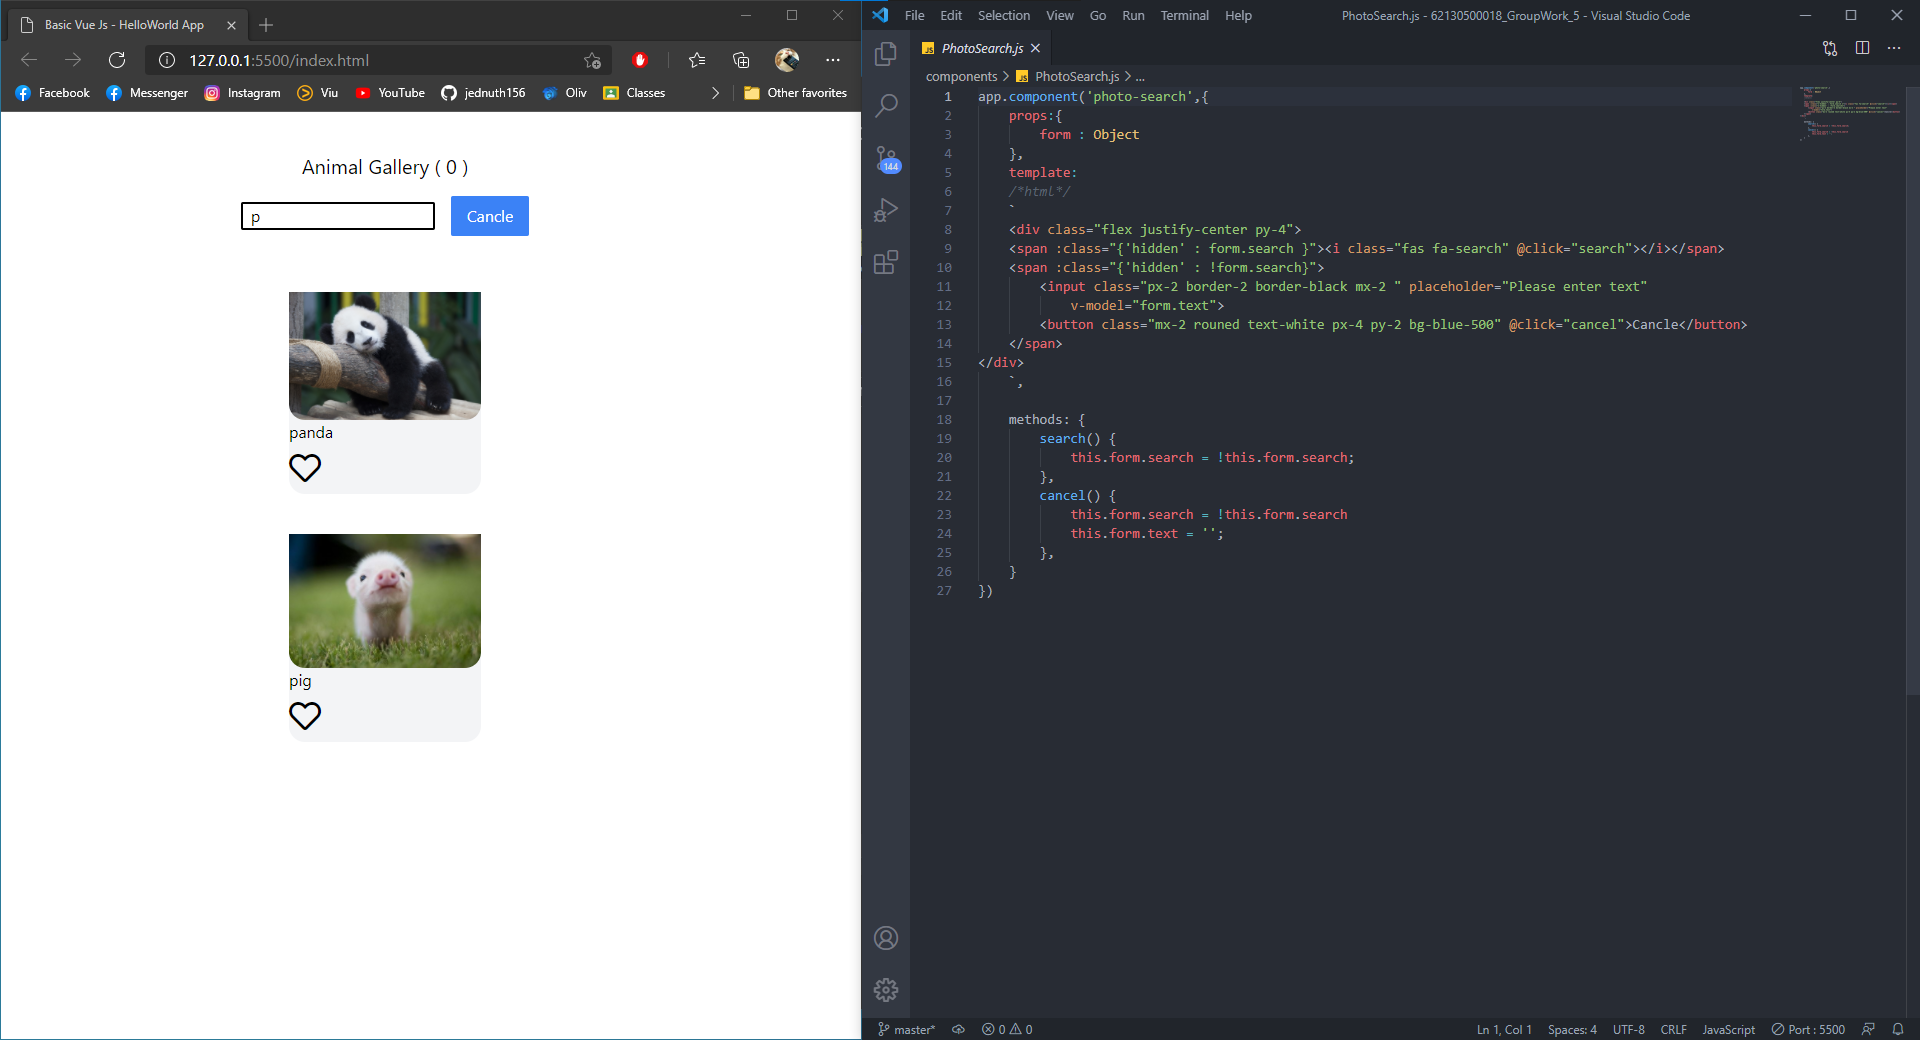 Basic Vue Js - HelloWorld App
127.0.0.1:5500/index.html
Facebook Messenger Instagram Viu YouTube jednuth156 Oliv Classes Other favorites
Animal Gallery ( 0 )
p Cancle
panda
pig
File Edit Selection View Go Run Terminal Help PhotoSearch.js - 62130500018_GroupWork_5 - Visual Studio Code
JS PhotoSearch.js
components > JS PhotoSearch.js > ...
144
1 app.component('photo-search',{
2 props:{
3 form : Object
4 },
5 template:
6 /*html*/
7 `
8 <div class="flex justify-center py-4">
9 <span :class="{'hidden' : form.search }"><i class="fas fa-search" @click="search"></i></span>
10 <span :class="{'hidden' : !form.search}">
11 <input class="px-2 border-2 border-black mx-2 " placeholder="Please enter text"
12 v-model="form.text">
13 <button class="mx-2 rouned text-white px-4 py-2 bg-blue-500" @click="cancel">Cancle</button>
14 </span>
15 </div>
16 `,
17
18 methods: {
19 search() {
20 this.form.search = !this.form.search;
21 },
22 cancel() {
23 this.form.search = !this.form.search
24 this.form.text = '';
25 },
26 }
27 })
master* 0 0 Ln 1, Col 1 Spaces: 4 UTF-8 CRLF JavaScript Port : 5500